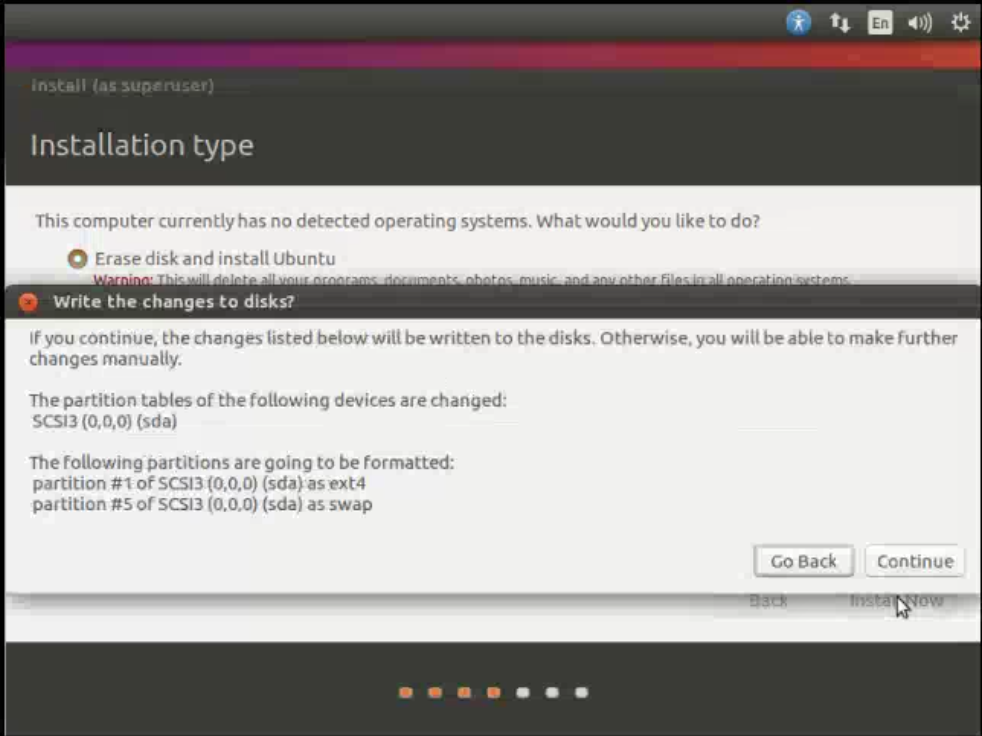 En
Install (as superuser)
Installation type
This computer currently has no detected operating systems. What would you like to do?
Erase disk and install Ubuntu
Warning: This will delete all your programs, documents, photos, music, and any other files in all operating systems.
Write the changes to disks?
If you continue, the changes listed below will be written to the disks. Otherwise, you will be able to make further
changes manually.
The partition tables of the following devices are changed:
SCSI3 (0,0,0) (sda)
The following partitions are going to be formatted:
partition #1 of SCSI3 (0,0,0) (sda) as ext4
partition #5 of SCSI3 (0,0,0) (sda) as swap
Go Back Continue
Back Install Now